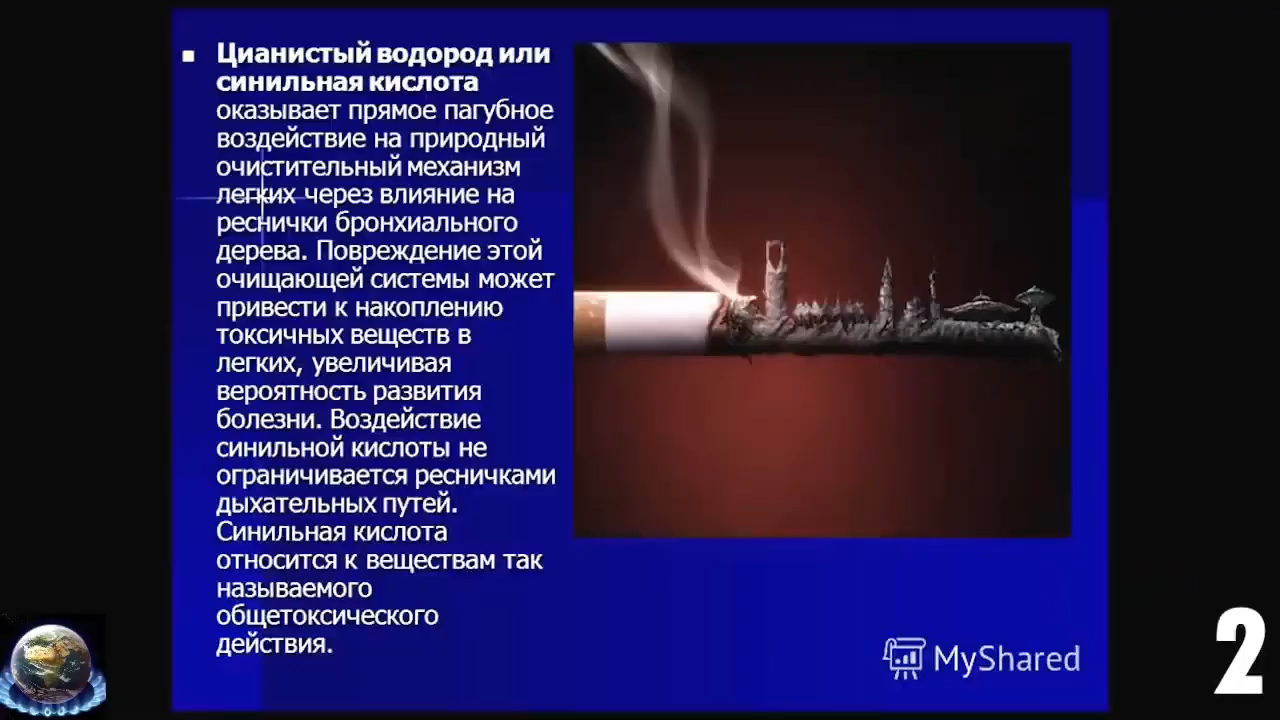 Цианистый водород или
синильная кислота
оказывает прямое пагубное
воздействие на природный
очистительный механизм
легких через влияние на
реснички бронхиального
дерева. Повреждение этой
очищающей системы может
привести к накоплению
токсичных веществ в
легких, увеличивая
вероятность развития
болезни. Воздействие
синильной кислоты не
ограничивается ресничками
дыхательных путей.
Синильная кислота
относится к веществам так
называемого
общетоксического
действия.
MyShared
2